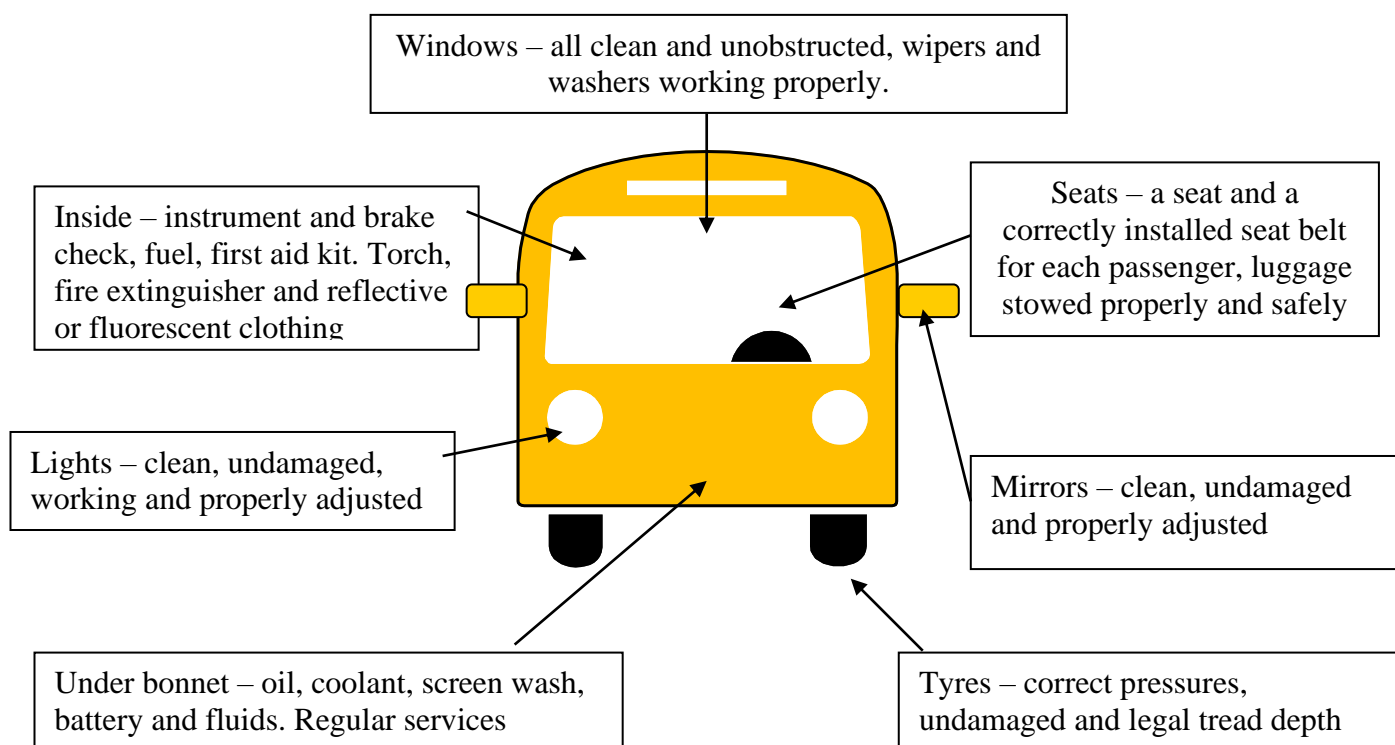 Windows – all clean and unobstructed, wipers and
washers working properly.
Inside – instrument and brake
check, fuel, first aid kit. Torch,
fire extinguisher and reflective
or fluorescent clothing
Seats – a seat and a
correctly installed seat belt
for each passenger, luggage
stowed properly and safely
Lights – clean, undamaged,
working and properly adjusted
Mirrors – clean, undamaged
and properly adjusted
Under bonnet – oil, coolant, screen wash,
battery and fluids. Regular services
Tyres – correct pressures,
undamaged and legal tread depth